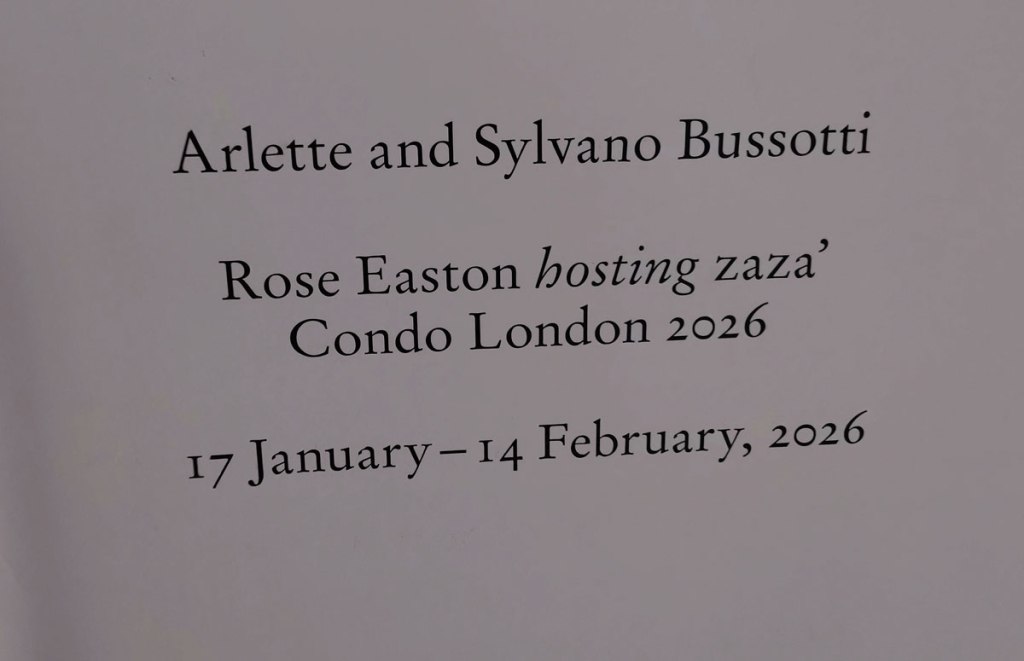 Arlette and Sylvano Bussotti
Rose Easton hosting zaza’
Condo London 2026
17 January – 14 February, 2026